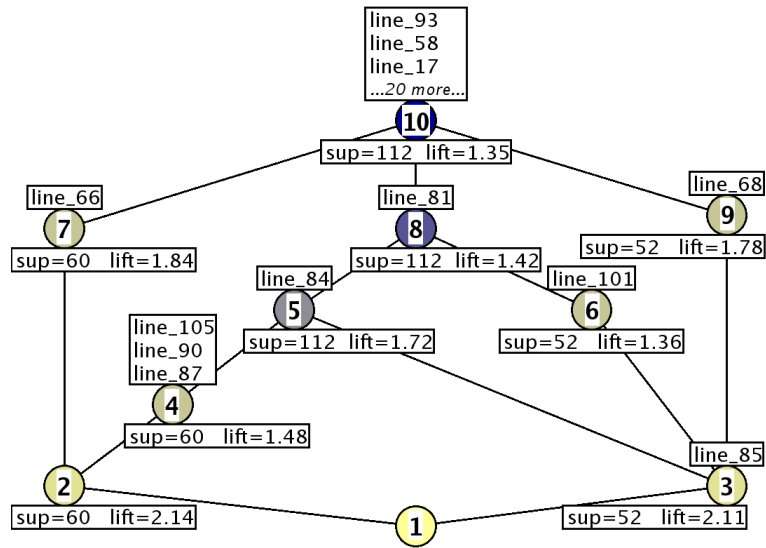 line_93
line_58
line_17
...20 more...
10
sup=112 lift=1.35
line_66
7
sup=60 lift=1.84
line_81
8
sup=112 lift=1.42
line_68
9
sup=52 lift=1.78
line_84
5
sup=112 lift=1.72
line_101
6
sup=52 lift=1.36
line_105
line_90
line_87
4
sup=60 lift=1.48
2
sup=60 lift=2.14
1
line_85
3
sup=52 lift=2.11